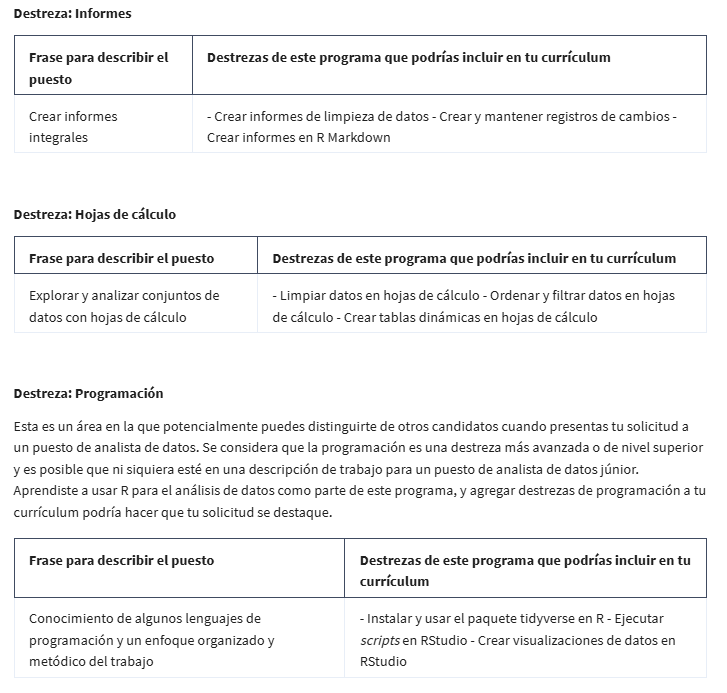 Destreza: Informes
Frase para describir el
puesto
Destrezas de este programa que podrías incluir en tu currículum
Crear informes
integrales
- Crear informes de limpieza de datos - Crear y mantener registros de cambios -
Crear informes en R Markdown
Destreza: Hojas de cálculo
Frase para describir el puesto
Destrezas de este programa que podrías incluir en tu currículum
Explorar y analizar conjuntos de
datos con hojas de cálculo
- Limpiar datos en hojas de cálculo - Ordenar y filtrar datos en hojas
de cálculo - Crear tablas dinámicas en hojas de cálculo
Destreza: Programación
Esta es un área en la que potencialmente puedes distinguirte de otros candidatos cuando presentas tu solicitud a
un puesto de analista de datos. Se considera que la programación es una destreza más avanzada o de nivel superior
y es posible que ni siquiera esté en una descripción de trabajo para un puesto de analista de datos júnior.
Aprendiste a usar R para el análisis de datos como parte de este programa, y agregar destrezas de programación a tu
currículum podría hacer que tu solicitud se destaque.
Frase para describir el puesto
Destrezas de este programa que podrías incluir en tu
currículum
Conocimiento de algunos lenguajes de
programación y un enfoque organizado y
metódico del trabajo
- Instalar y usar el paquete tidyverse en R - Ejecutar
scripts en RStudio - Crear visualizaciones de datos en
RStudio